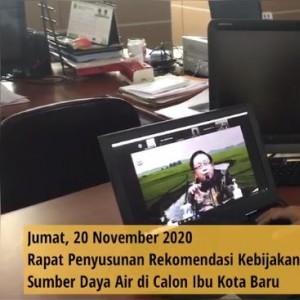 Jumat, 20 November 2020
Rapat Penyusunan Rekomendasi Kebijakan
Sumber Daya Air di Calon Ibu Kota Baru